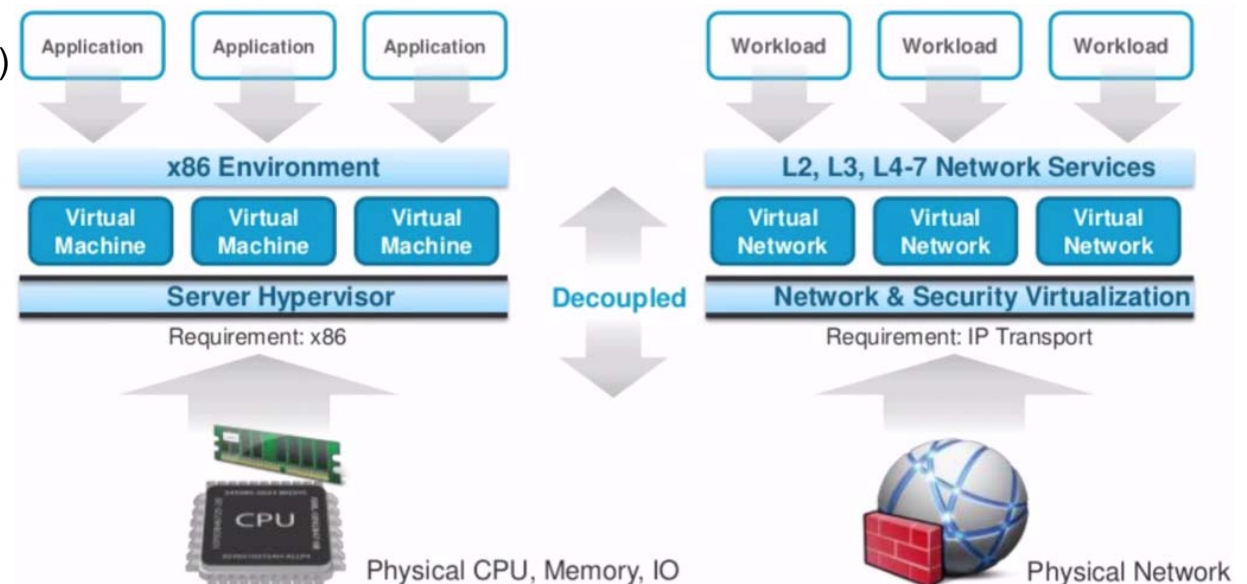 )
Application
Application
Application
x86 Environment
Virtual
Machine
Virtual
Machine
Virtual
Machine
Server Hypervisor
Requirement: x86
CPU
Physical CPU, Memory, IO
Decoupled
Workload
Workload
Workload
L2, L3, L4-7 Network Services
Virtual
Network
Virtual
Network
Virtual
Network
Network & Security Virtualization
Requirement: IP Transport
Physical Network